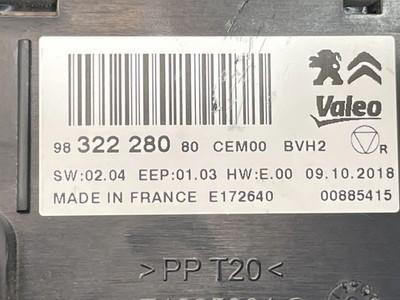 Valeo
98 322 280 80 CEM00 BVH2 R
SW:02.04 EEP:01.03 HW:E.00 09.10.2018
MADE IN FRANCE E172640 00885415
>PP T20<